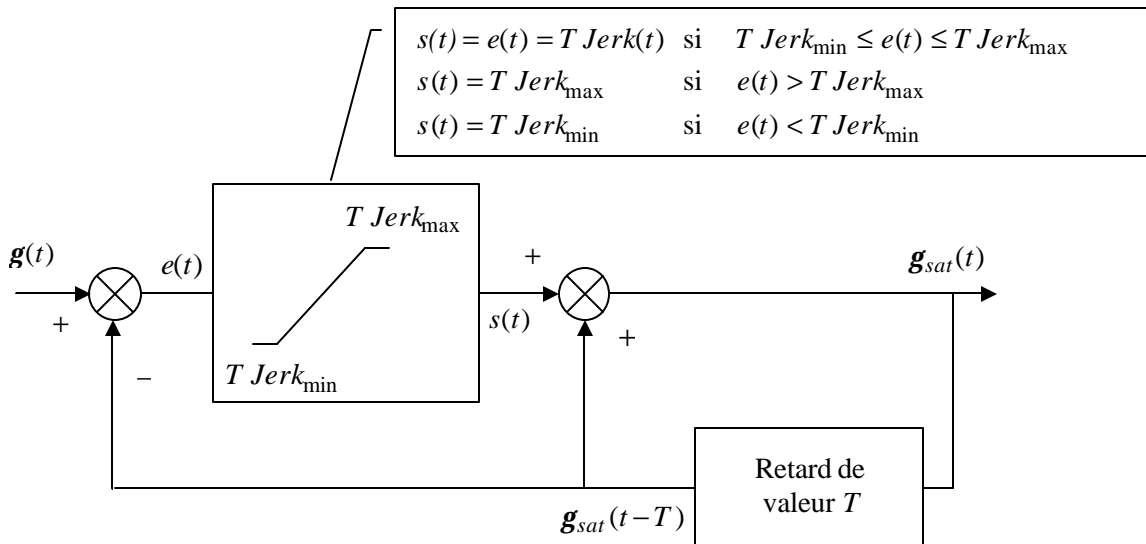 s(t) = e(t) = T Jerk(t) si T Jerk_min ≤ e(t) ≤ T Jerk_max
s(t) = T Jerk_max si e(t) > T Jerk_max
s(t) = T Jerk_min si e(t) < T Jerk_min
T Jerk_max
g(t)
e(t)
+
g_sat(t)
+
s(t)
+
−
T Jerk_min
Retard de
valeur T
g_sat(t−T)